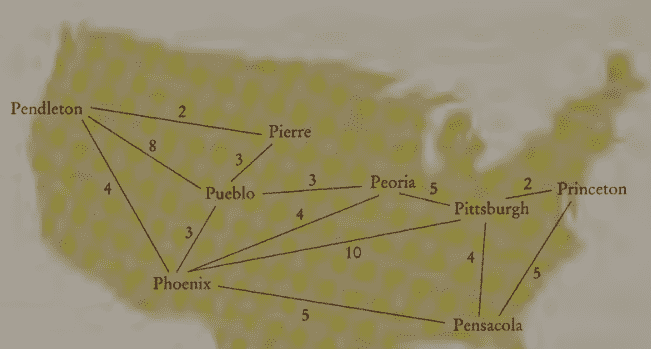 Pendleton
2
Pierre
8
3
Pueblo
3
Peoria
5
2
Princeton
4
4
Pittsburgh
3
10
4
5
Phoenix
5
Pensacola